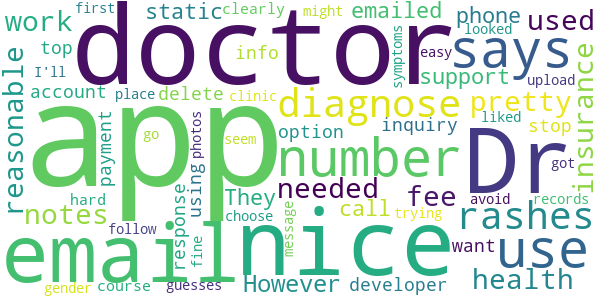 first
static
clearly
emailed
phone
used
work
top
info
might
looked
doctor
symptoms
says
I'll
account
place
delete
clinic
support
easy
upload
reasonable
payment
go
photos
seem
diagnose
liked
pretty
insurance
app
option
inquiry
stop
number
Dr
got
hard
response
using
They
needed
fee
avoid
records
notes
choose
call
trying
rashes
follow
message
want
email
nice
use
fine
However
developer
health
gender
course
guesses